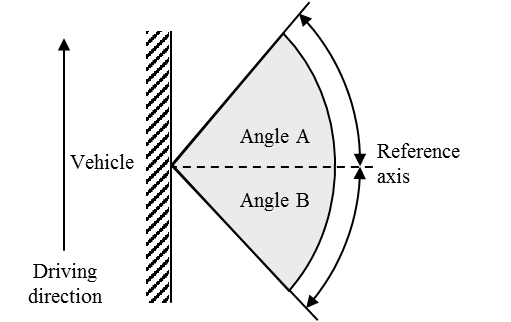 Angle A
Vehicle
Reference
axis
Angle B
Driving
direction